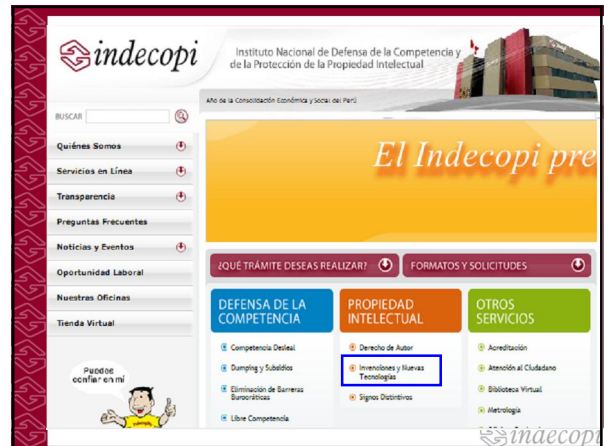 indecopi
Instituto Nacional de Defensa de la Competencia y
de la Protección de la Propiedad Intelectual
Año de la Consolidación Económica y Social del Perú
BUSCAR
Quiénes Somos
Servicios en Línea
Transparencia
Preguntas Frecuentes
Noticias y Eventos
Oportunidad Laboral
Nuestras Oficinas
Tienda Virtual
Puedes
confiar en mí
El Indecopi pre
¿QUÉ TRÁMITE DESEAS REALIZAR?
FORMATOS Y SOLICITUDES
DEFENSA DE LA
COMPETENCIA
Competencia Desleal
Dumping y Subsidios
Eliminación de Barreras
Burocráticas
Libre Competencia
PROPIEDAD
INTELECTUAL
Derecho de Autor
Invenciones y Nuevas
Tecnologías
Signos Distintivos
OTROS
SERVICIOS
Acreditación
Atención al Ciudadano
Biblioteca Virtual
Metrología
indecopi